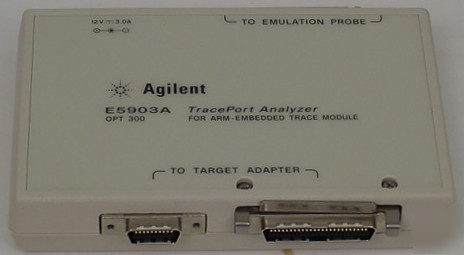 12V ⎓ 3.0A
TO EMULATION PROBE
Agilent
E5903A TracePort Analyzer
OPT 300 FOR ARM-EMBEDDED TRACE MODULE
TO TARGET ADAPTER